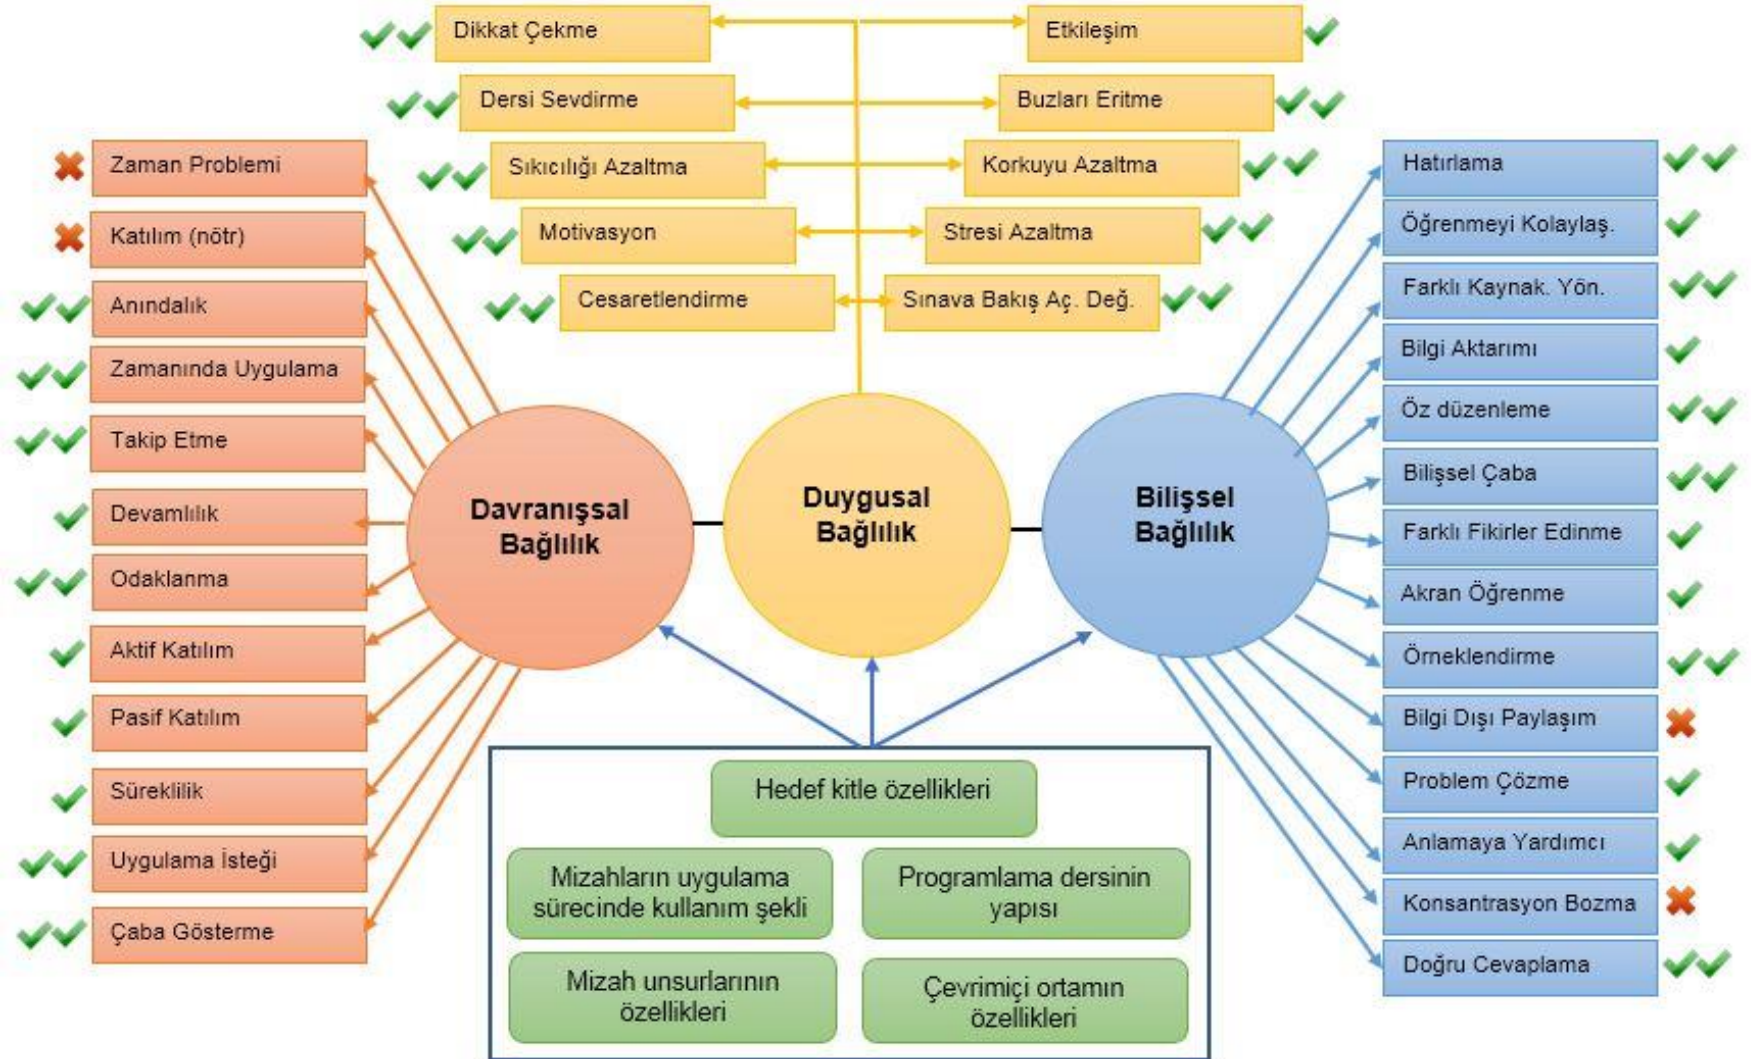 Dikkat Çekme
Etkileşim
Dersi Sevdirme
Buzları Eritme
Sıkıcılığı Azaltma
Korkuyu Azaltma
Motivasyon
Stresi Azaltma
Cesaretlendirme
Sınava Bakış Aç. Değ.
Zaman Problemi
Katılım (nötr)
Anındalık
Zamanında Uygulama
Takip Etme
Devamlılık
Odaklanma
Aktif Katılım
Pasif Katılım
Süreklilik
Uygulama İsteği
Çaba Gösterme
Davranışsal
Bağlılık
Duygusal
Bağlılık
Bilişsel
Bağlılık
Hatırlama
Öğrenmeyi Kolaylaş.
Farklı Kaynak. Yön.
Bilgi Aktarımı
Öz düzenleme
Bilişsel Çaba
Farklı Fikirler Edinme
Akran Öğrenme
Örneklendirme
Bilgi Dışı Paylaşım
Problem Çözme
Anlamaya Yardımcı
Konsantrasyon Bozma
Doğru Cevaplama
Hedef kitle özellikleri
Mizahların uygulama
sürecinde kullanım şekli
Programlama dersinin
yapısı
Mizah unsurlarının
özellikleri
Çevrimiçi ortamın
özellikleri